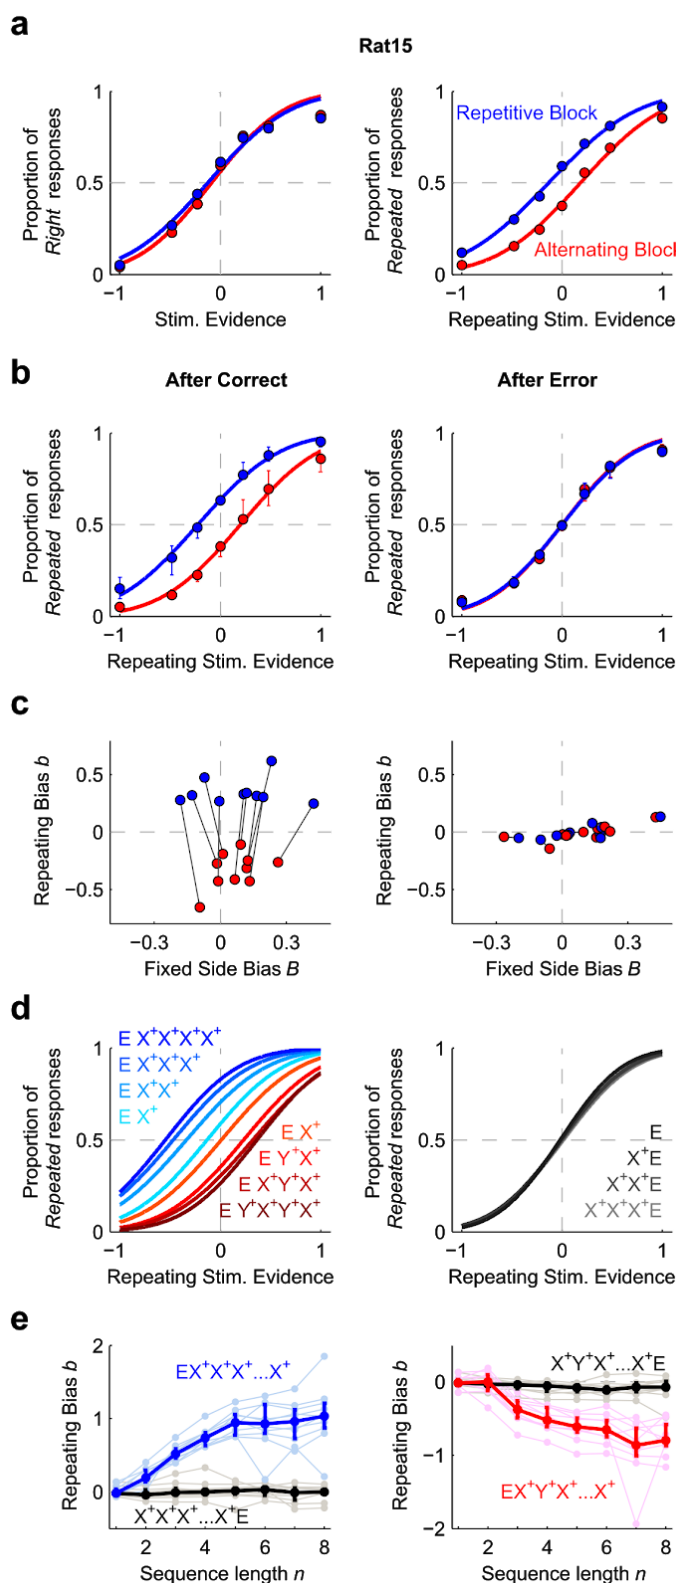 a
Rat15
Proportion of
Right responses
1
0.5
0
−1
0
1
Stim. Evidence
Proportion of
Repeated responses
1
0.5
0
Repetitive Block
Alternating Block
−1
0
1
Repeating Stim. Evidence
b
After Correct
After Error
Proportion of
Repeated responses
1
0.5
0
−1
0
1
Repeating Stim. Evidence
Proportion of
Repeated responses
1
0.5
0
−1
0
1
Repeating Stim. Evidence
c
Repeating Bias b
0.5
0
−0.5
−0.3
0
0.3
Fixed Side Bias B
Repeating Bias b
0.5
0
−0.5
−0.3
0
0.3
Fixed Side Bias B
d
Proportion of
Repeated responses
E X⁺X⁺X⁺X⁺
E X⁺X⁺X⁺
E X⁺X⁺
E X⁺
E X⁺
E Y⁺X⁺
E X⁺Y⁺X⁺
E Y⁺X⁺Y⁺X⁺
1
0.5
0
−1
0
1
Repeating Stim. Evidence
Proportion of
Repeated responses
1
0.5
0
E
X⁺E
X⁺X⁺E
X⁺X⁺X⁺E
−1
0
1
Repeating Stim. Evidence
e
Repeating Bias b
2
1
0
EX⁺X⁺X⁺...X⁺
X⁺X⁺X⁺...X⁺E
2
4
6
8
Sequence length n
Repeating Bias b
0
−1
−2
X⁺Y⁺X⁺...X⁺E
EX⁺Y⁺X⁺...X⁺
2
4
6
8
Sequence length n